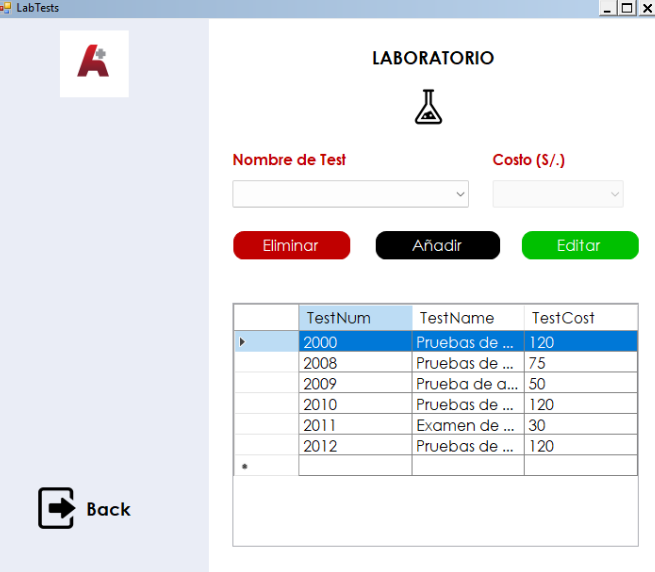 LabTests
LABORATORIO
Nombre de Test Costo (S/.)
Eliminar Añadir Editar
TestNum TestName TestCost
2000 Pruebas de ... 120
2008 Pruebas de ... 75
2009 Prueba de a... 50
2010 Pruebas de ... 120
2011 Examen de ... 30
2012 Pruebas de ... 120
Back